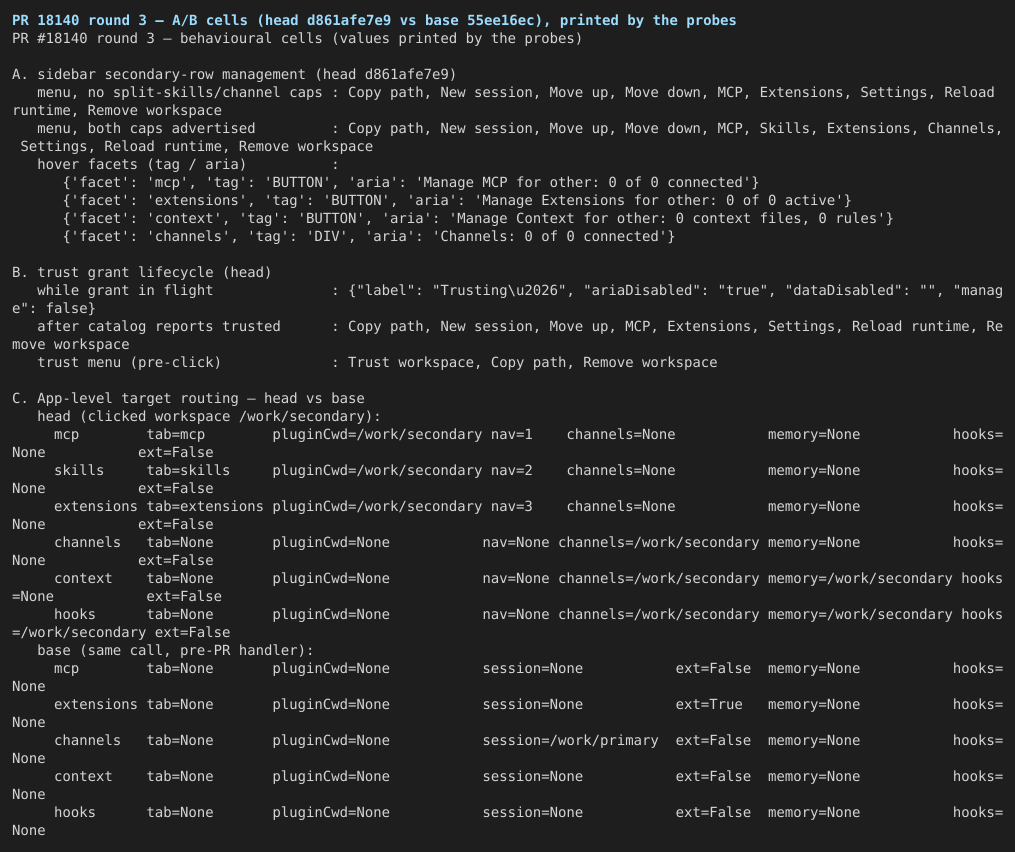 PR 18140 round 3 — A/B cells (head d861afe7e9 vs base 55ee16ec), printed by the probes
PR #18140 round 3 — behavioural cells (values printed by the probes)

A. sidebar secondary-row management (head d861afe7e9)
   menu, no split-skills/channel caps : Copy path, New session, Move up, Move down, MCP, Extensions, Settings, Reload
runtime, Remove workspace
   menu, both caps advertised         : Copy path, New session, Move up, Move down, MCP, Skills, Extensions, Channels,
 Settings, Reload runtime, Remove workspace
   hover facets (tag / aria)          :
      {'facet': 'mcp', 'tag': 'BUTTON', 'aria': 'Manage MCP for other: 0 of 0 connected'}
      {'facet': 'extensions', 'tag': 'BUTTON', 'aria': 'Manage Extensions for other: 0 of 0 active'}
      {'facet': 'context', 'tag': 'BUTTON', 'aria': 'Manage Context for other: 0 context files, 0 rules'}
      {'facet': 'channels', 'tag': 'DIV', 'aria': 'Channels: 0 of 0 connected'}

B. trust grant lifecycle (head)
   while grant in flight              : {"label": "Trusting\u2026", "ariaDisabled": "true", "dataDisabled": "", "manag
e": false}
   after catalog reports trusted      : Copy path, New session, Move up, MCP, Extensions, Settings, Reload runtime, Re
move workspace
   trust menu (pre-click)             : Trust workspace, Copy path, Remove workspace

C. App-level target routing — head vs base
   head (clicked workspace /work/secondary):
     mcp        tab=mcp        pluginCwd=/work/secondary nav=1    channels=None           memory=None           hooks=
None           ext=False
     skills     tab=skills     pluginCwd=/work/secondary nav=2    channels=None           memory=None           hooks=
None           ext=False
     extensions tab=extensions pluginCwd=/work/secondary nav=3    channels=None           memory=None           hooks=
None           ext=False
     channels   tab=None       pluginCwd=None           nav=None channels=/work/secondary memory=None           hooks=
None           ext=False
     context    tab=None       pluginCwd=None           nav=None channels=/work/secondary memory=/work/secondary hooks
=None           ext=False
     hooks      tab=None       pluginCwd=None           nav=None channels=/work/secondary memory=/work/secondary hooks
=/work/secondary ext=False
   base (same call, pre-PR handler):
     mcp        tab=None       pluginCwd=None           session=None           ext=False  memory=None           hooks=
None
     extensions tab=None       pluginCwd=None           session=None           ext=True   memory=None           hooks=
None
     channels   tab=None       pluginCwd=None           session=/work/primary  ext=False  memory=None           hooks=
None
     context    tab=None       pluginCwd=None           session=None           ext=False  memory=None           hooks=
None
     hooks      tab=None       pluginCwd=None           session=None           ext=False  memory=None           hooks=
None